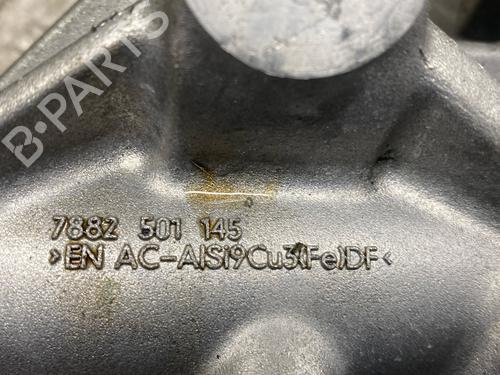 B-PARTS
7882 501 145
>EN AC-AlSi9Cu3(Fe)DF<